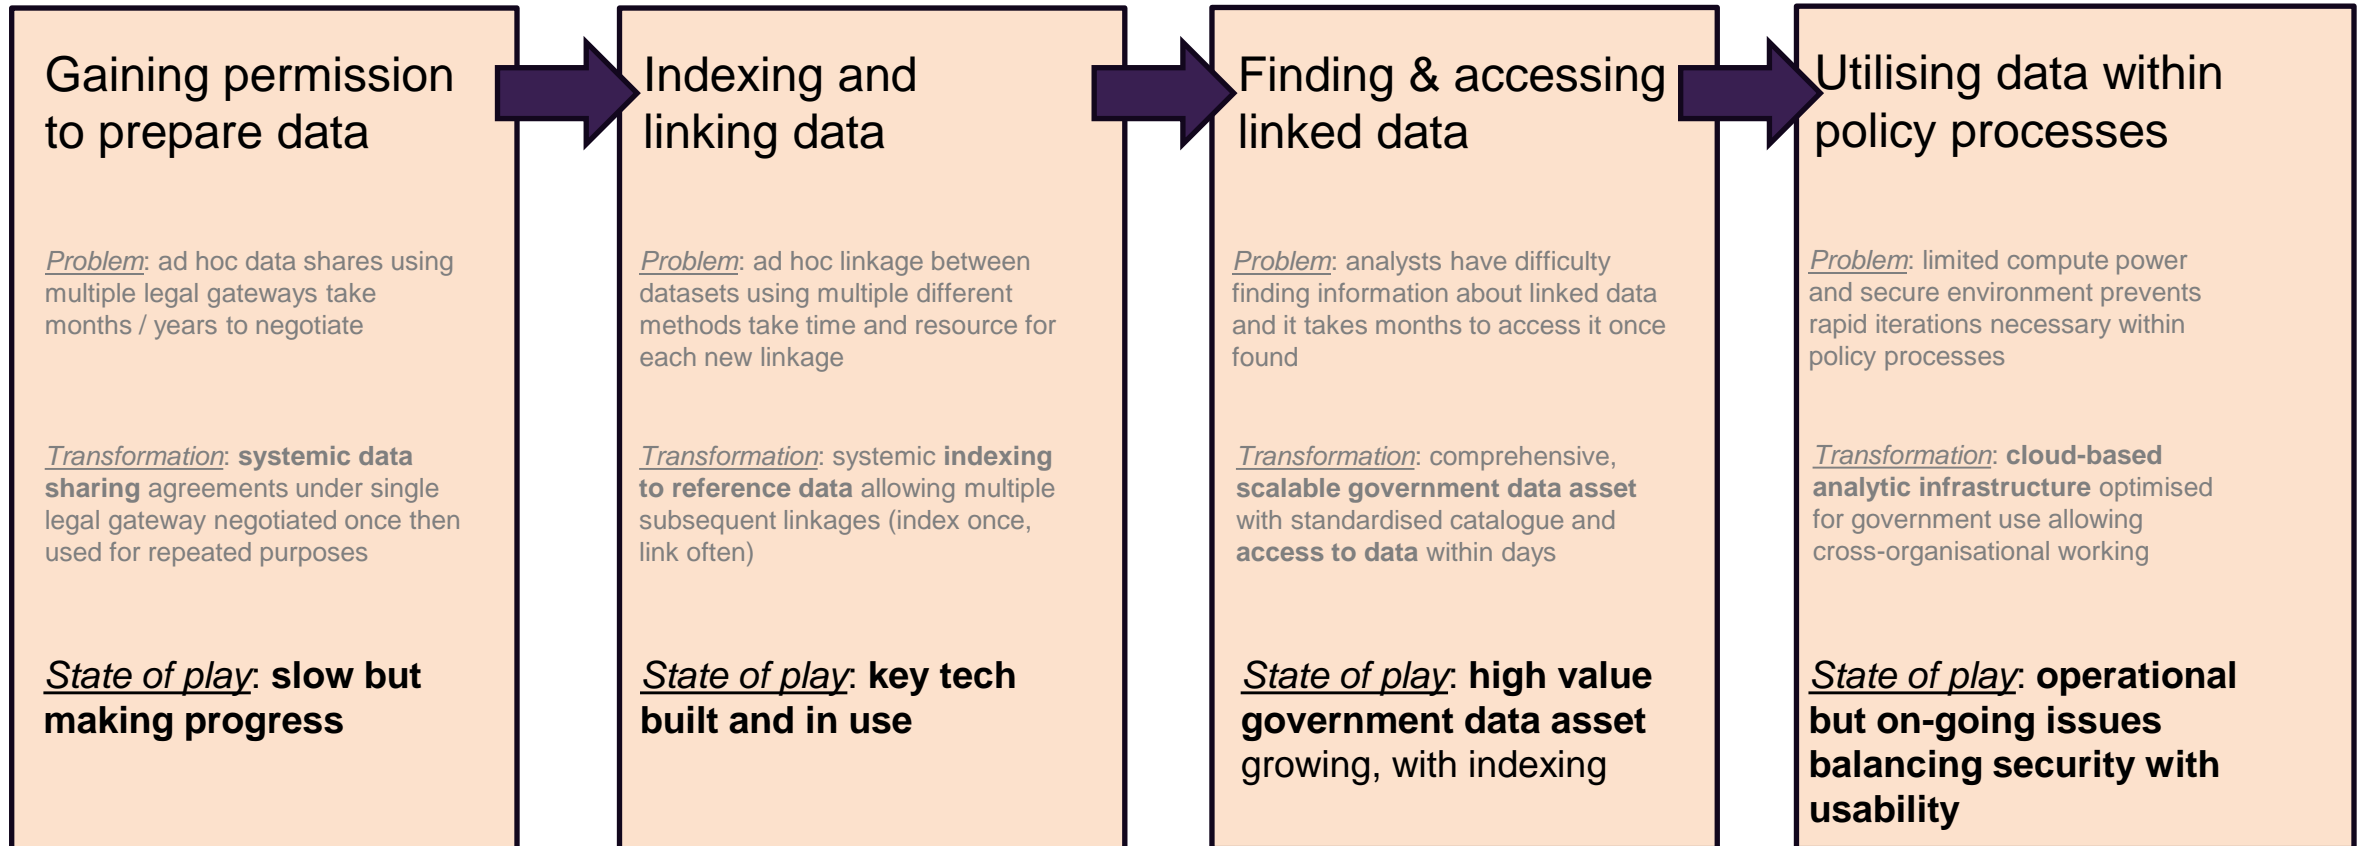 Gaining permission
to prepare data
Problem: ad hoc data shares using
multiple legal gateways take
months / years to negotiate
Transformation: systemic data
sharing agreements under single
legal gateway negotiated once then
used for repeated purposes
State of play: slow but
making progress
Indexing and
linking data
Problem: ad hoc linkage between
datasets using multiple different
methods take time and resource for
each new linkage
Transformation: systemic indexing
to reference data allowing multiple
subsequent linkages (index once,
link often)
State of play: key tech
built and in use
Finding & accessing
linked data
Problem: analysts have difficulty
finding information about linked data
and it takes months to access it once
found
Transformation: comprehensive,
scalable government data asset
with standardised catalogue and
access to data within days
State of play: high value
government data asset
growing, with indexing
Utilising data within
policy processes
Problem: limited compute power
and secure environment prevents
rapid iterations necessary within
policy processes
Transformation: cloud-based
analytic infrastructure optimised
for government use allowing
cross-organisational working
State of play: operational
but on-going issues
balancing security with
usability